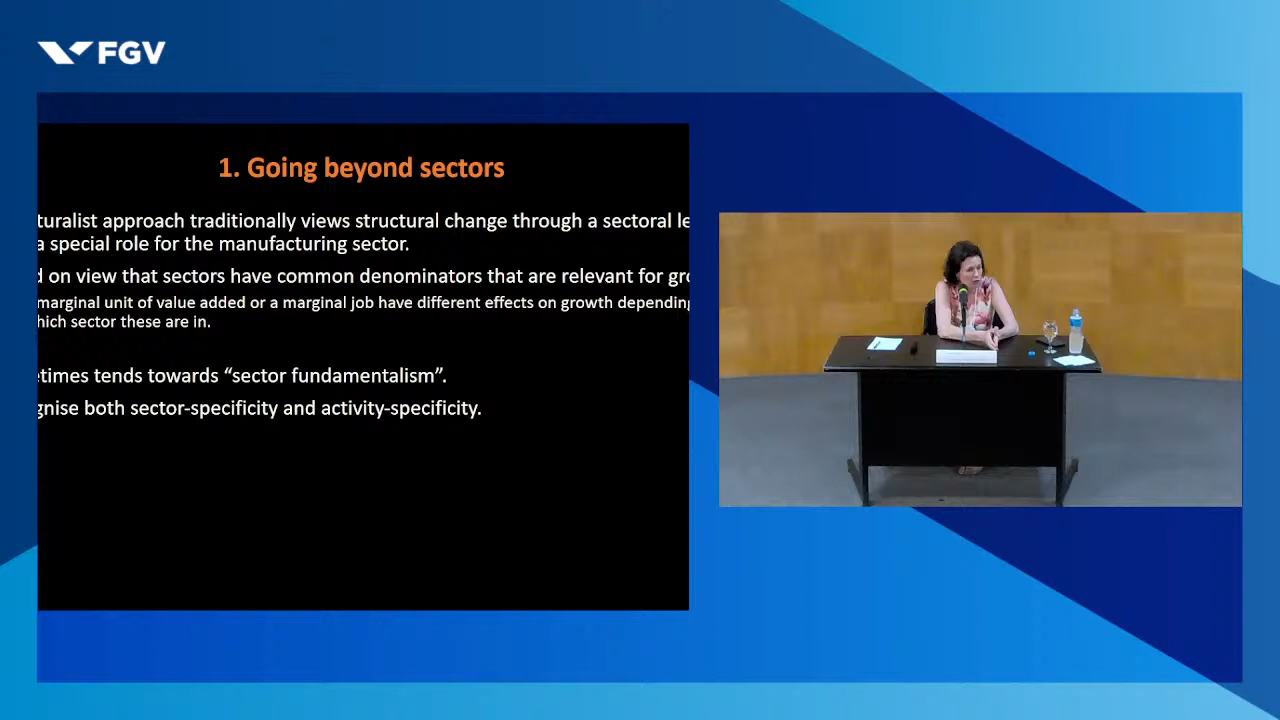 FGV
1. Going beyond sectors
turalist approach traditionally views structural change through a sectoral le
a special role for the manufacturing sector.
d on view that sectors have common denominators that are relevant for gro
marginal unit of value added or a marginal job have different effects on growth depending
hich sector these are in.
etimes tends towards “sector fundamentalism”.
gnise both sector-specificity and activity-specificity.